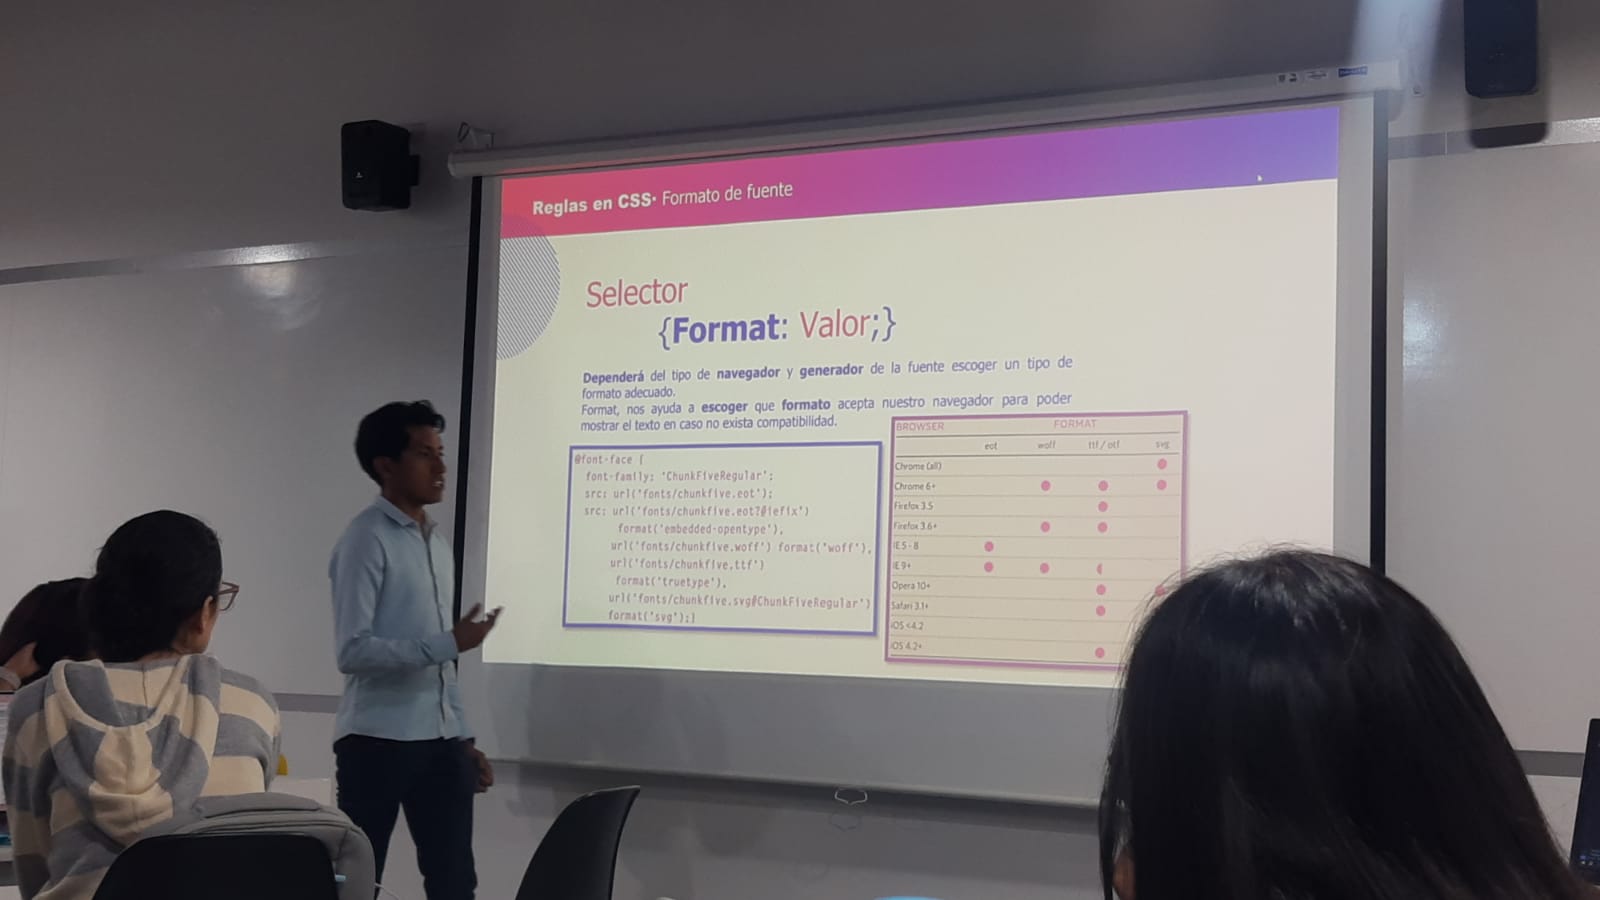 Reglas en CSS· Formato de fuente
Selector
{Format: Valor;}
Dependerá del tipo de navegador y generador de la fuente escoger un tipo de
formato adecuado.
Format, nos ayuda a escoger que formato acepta nuestro navegador para poder
mostrar el texto en caso no exista compatibilidad.
@font-face {
font-family: 'ChunkFiveRegular';
src: url('fonts/chunkfive.eot');
src: url('fonts/chunkfive.eot?#iefix')
format('embedded-opentype'),
url('fonts/chunkfive.woff') format('woff'),
url('fonts/chunkfive.ttf')
format('truetype'),
url('fonts/chunkfive.svg#ChunkFiveRegular')
format('svg');}
BROWSER FORMAT
eot woff ttf / otf svg
Chrome (all)
Chrome 6+
Firefox 3.5
Firefox 3.6+
IE 5 - 8
IE 9+
Opera 10+
Safari 3.1+
iOS <4.2
iOS 4.2+